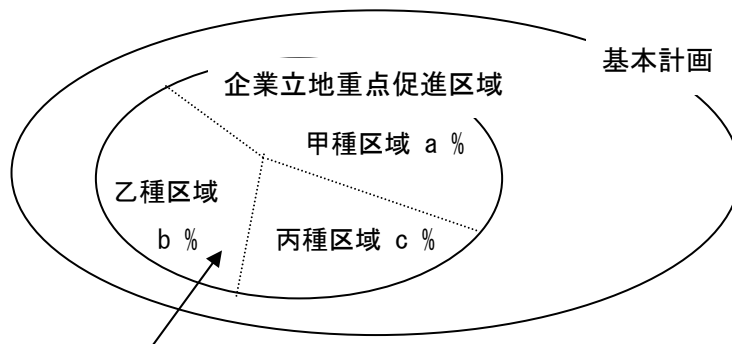 基本計画
企業立地重点促進区域
甲種区域 a %
乙種区域
b %
丙種区域 c %